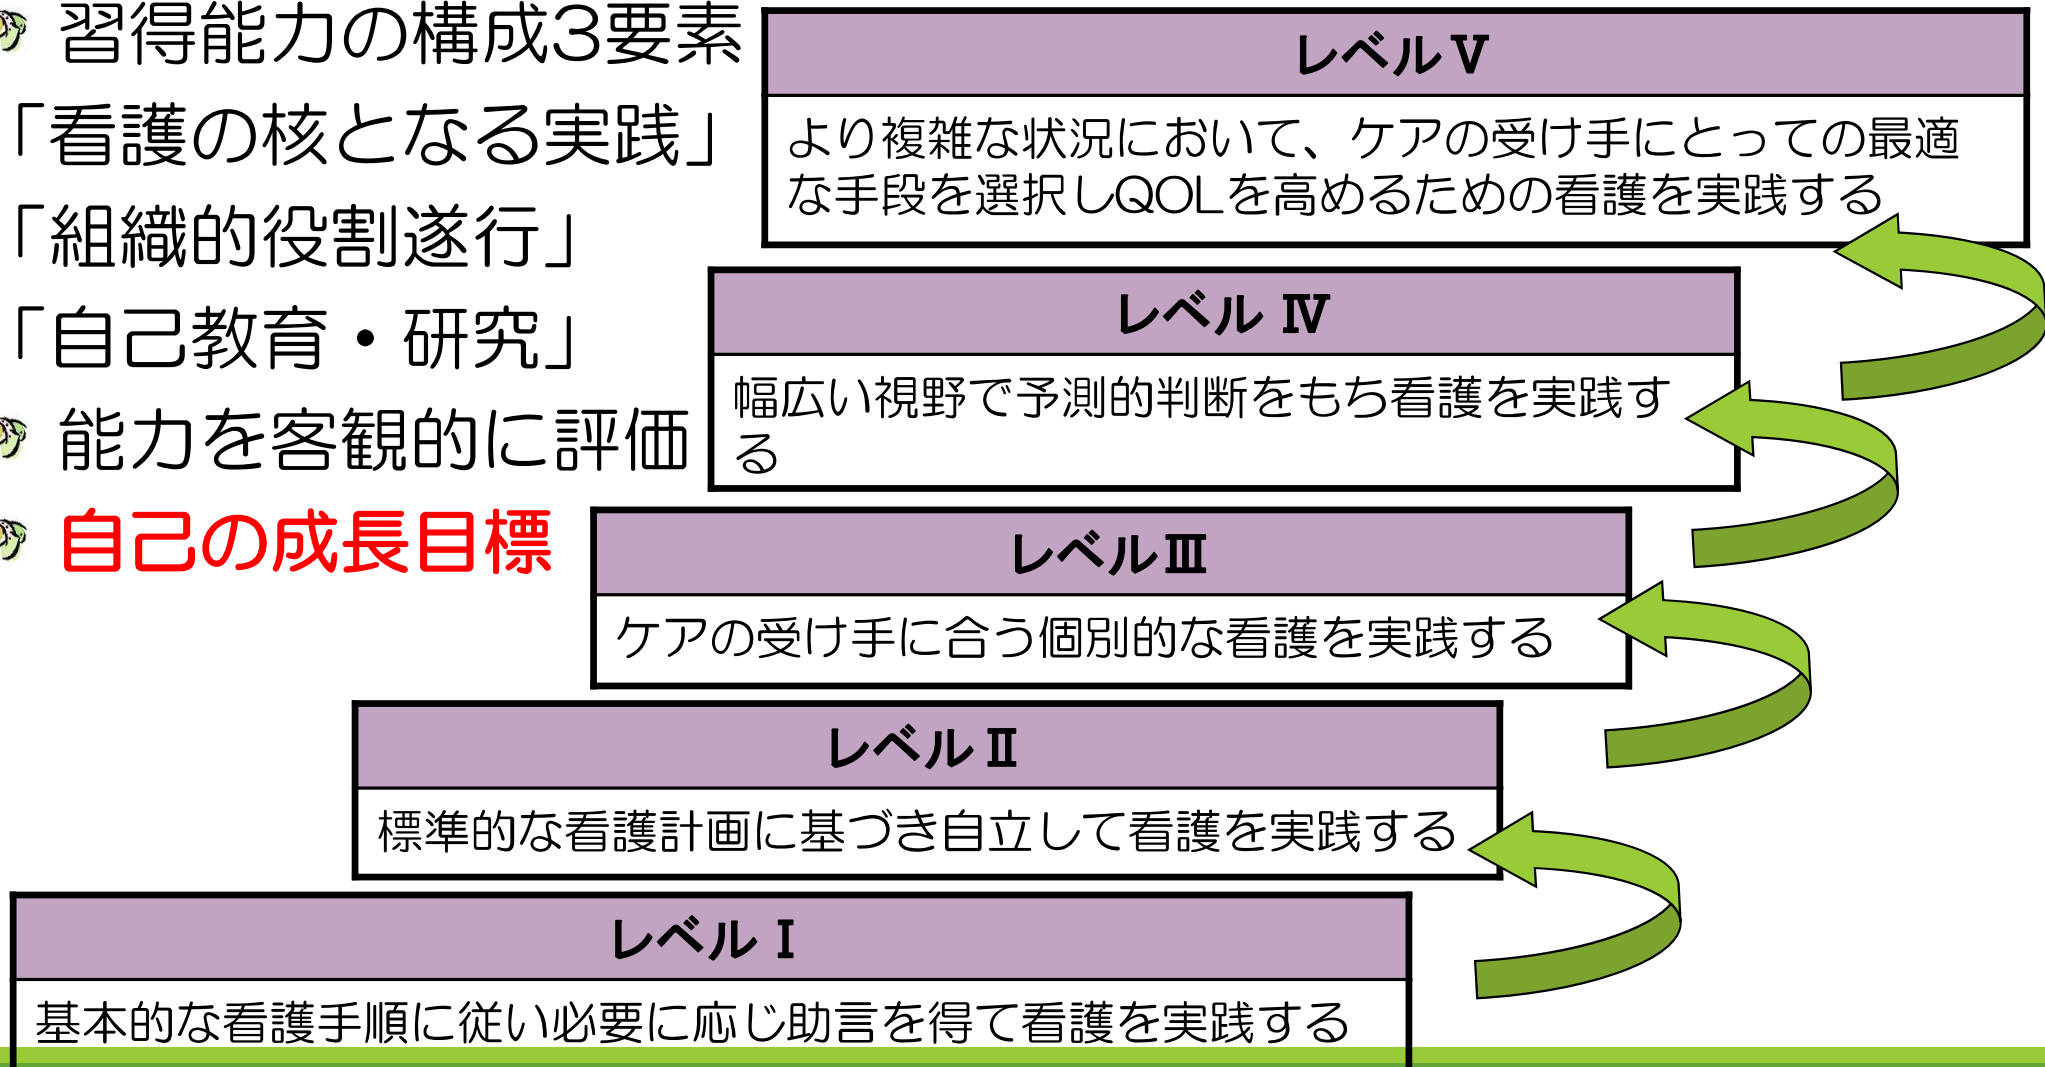 習得能力の構成3要素
「看護の核となる実践」
「組織的役割遂行」
「自己教育・研究」
能力を客観的に評価
自己の成長目標
レベルⅤ
より複雑な状況において、ケアの受け手にとっての最適
な手段を選択しQOLを高めるための看護を実践する
レベル Ⅳ
幅広い視野で予測的判断をもち看護を実践す
る
レベルⅢ
ケアの受け手に合う個別的な看護を実践する
レベル Ⅱ
標準的な看護計画に基づき自立して看護を実践する
レベル Ⅰ
基本的な看護手順に従い必要に応じ助言を得て看護を実践する